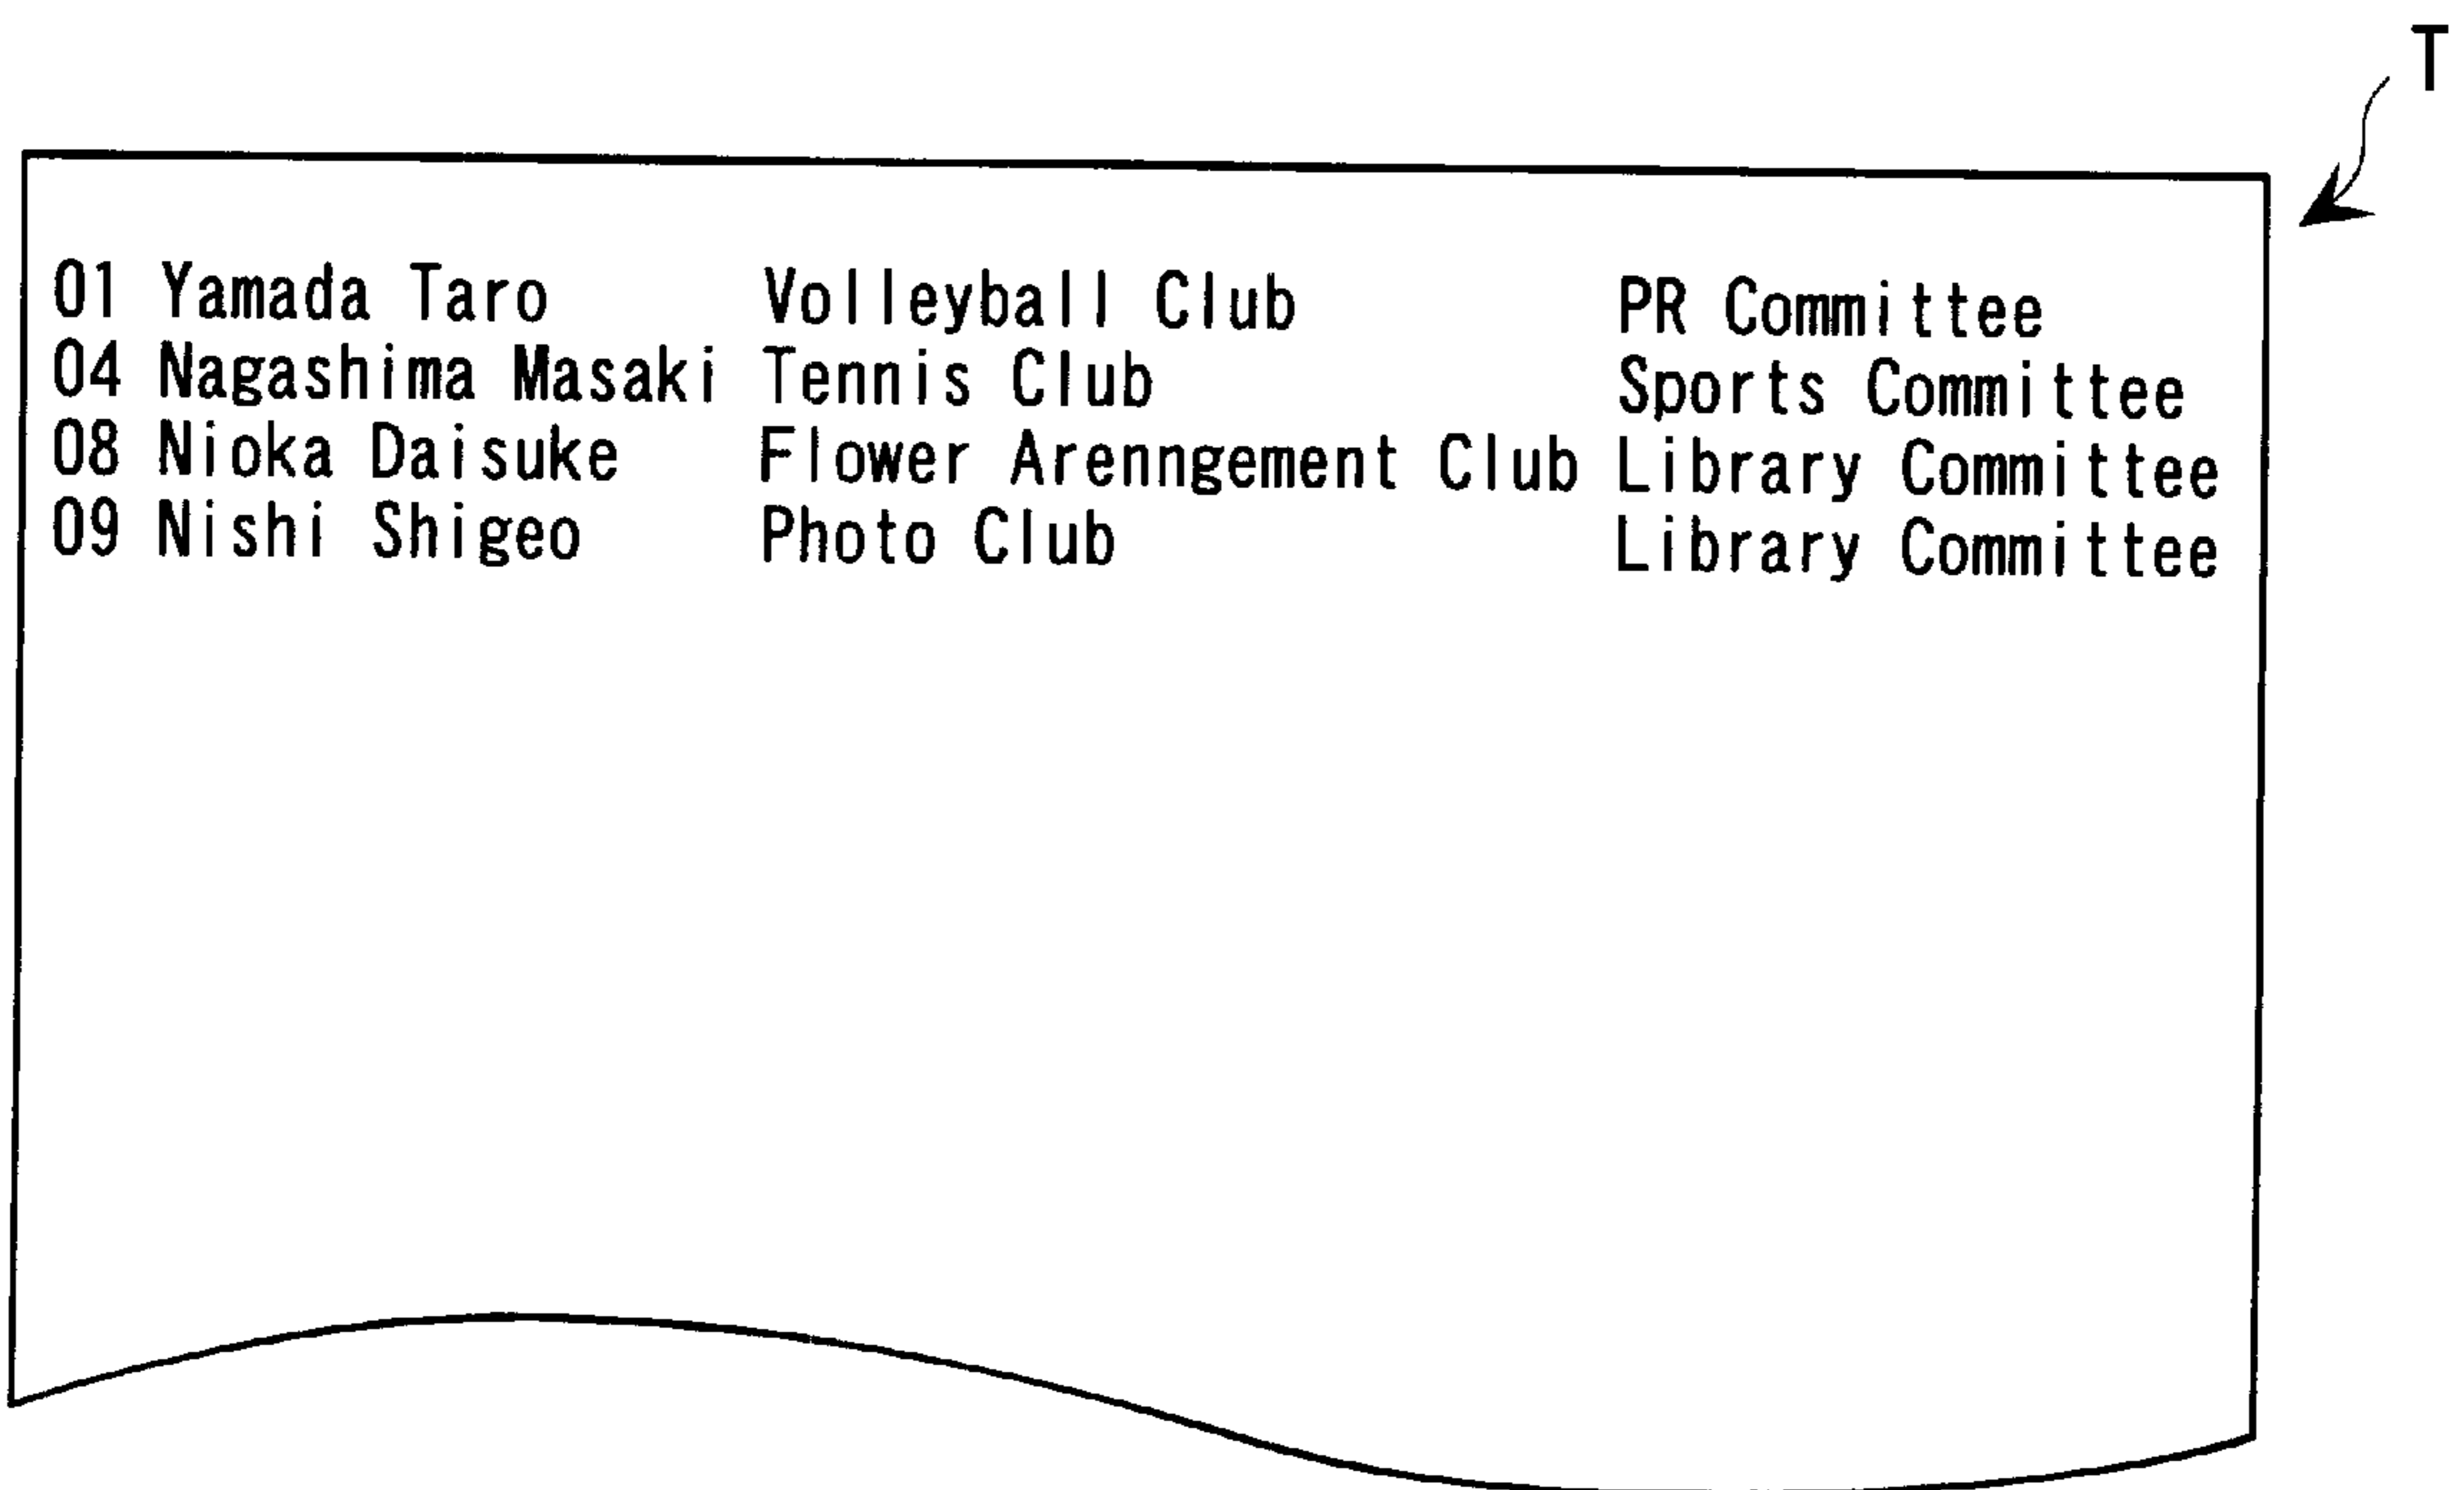 T
01 Yamada Taro Volleyball Club PR Committee
04 Nagashima Masaki Tennis Club Sports Committee
08 Nioka Daisuke Flower Arenngement Club Library Committee
09 Nishi Shigeo Photo Club Library Committee